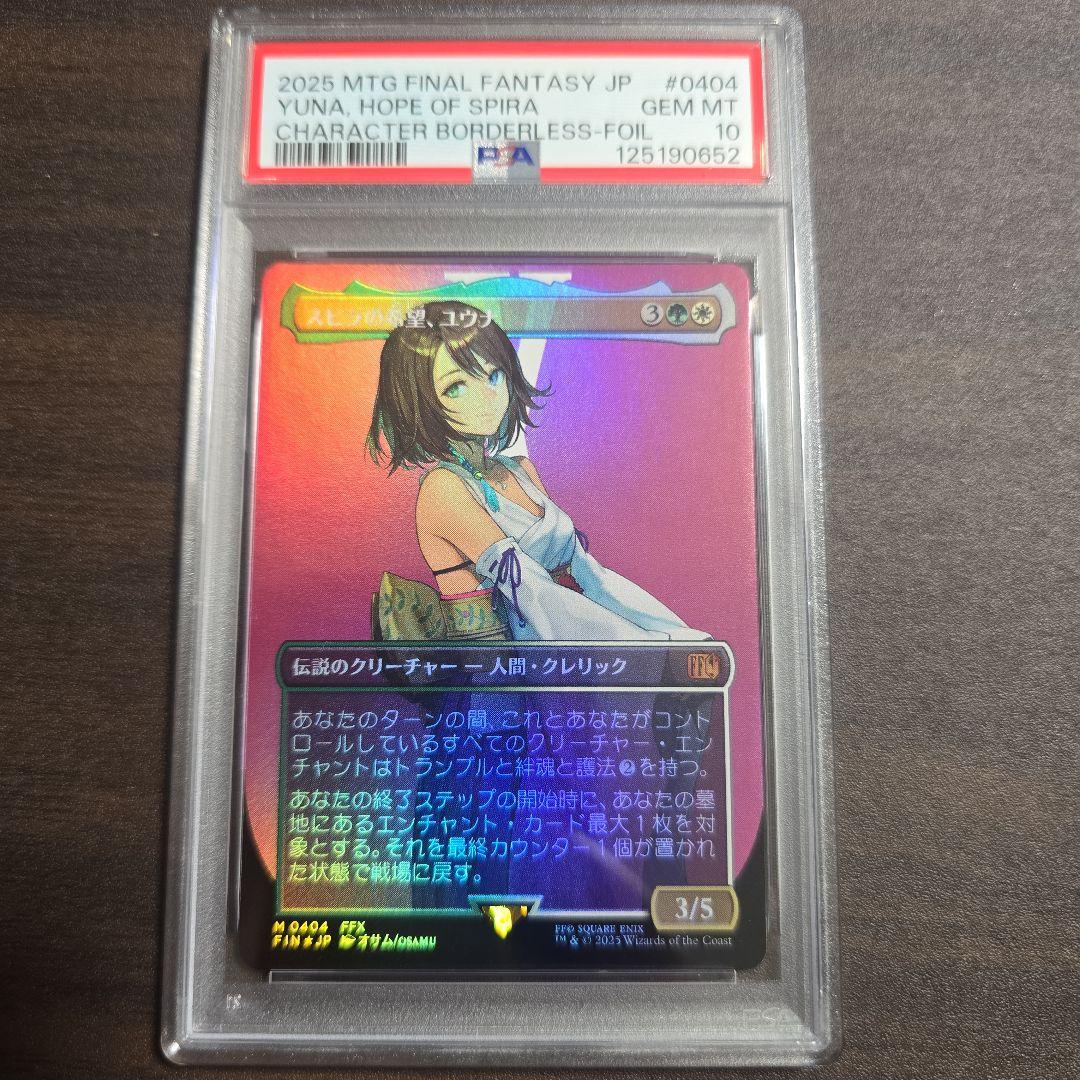 2025 MTG FINAL FANTASY JP #0404
YUNA, HOPE OF SPIRA GEM MT
CHARACTER BORDERLESS-FOIL 10
PSA 125190652
スピラの希望、ユウナ 3
伝説のクリーチャー ー 人間・クレリック
あなたのターンの間、これとあなたがコント
ロールしているすべてのクリーチャー・エン
チャントはトランプルと絆魂と護法2を持つ。
あなたの終了ステップの開始時に、あなたの墓
地にあるエンチャント・カード最大1枚を対
象とする。それを最終カウンター1個が置かれ
た状態で戦場に戻す。
3/5
M 0404 FFX
FIN★JP オサム/OSAMU
FF© SQUARE ENIX
™ & © 2025 Wizards of the Coast